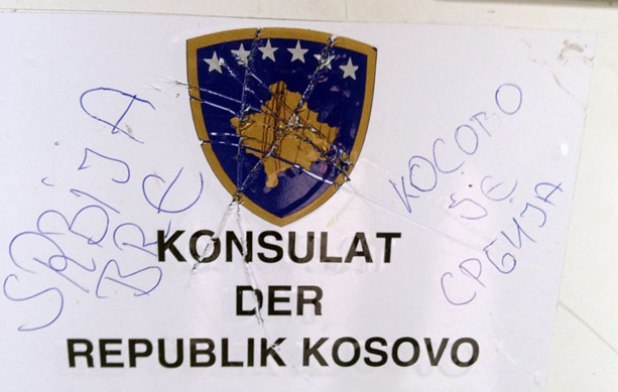 SRBIJA
BRE
КОСОВО
ЈЕ
СРБИЈА
KONSULAT
DER
REPUBLIK KOSOVO